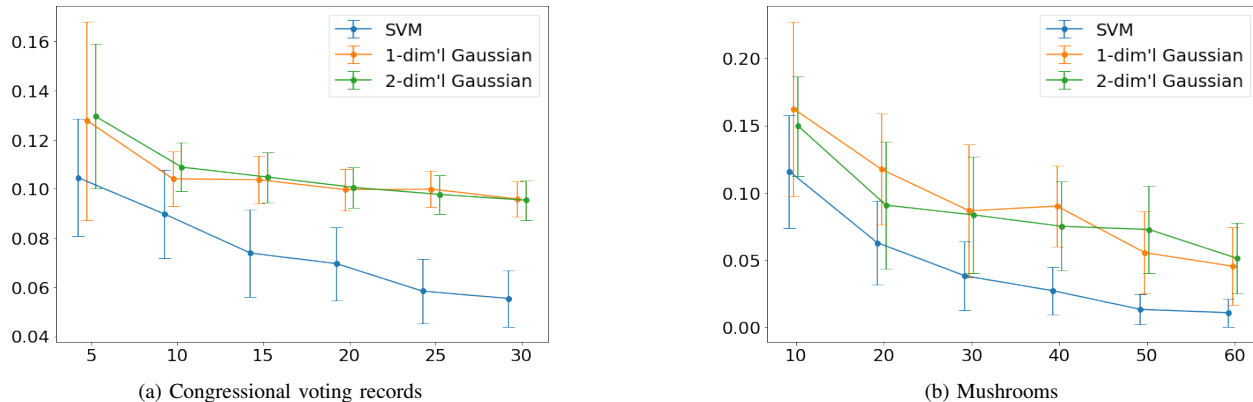 0.16
0.14
0.12
0.10
0.08
0.06
0.04
5 10 15 20 25 30
SVM
1-dim'l Gaussian
2-dim'l Gaussian
(a) Congressional voting records
0.20
0.15
0.10
0.05
0.00
10 20 30 40 50 60
SVM
1-dim'l Gaussian
2-dim'l Gaussian
(b) Mushrooms